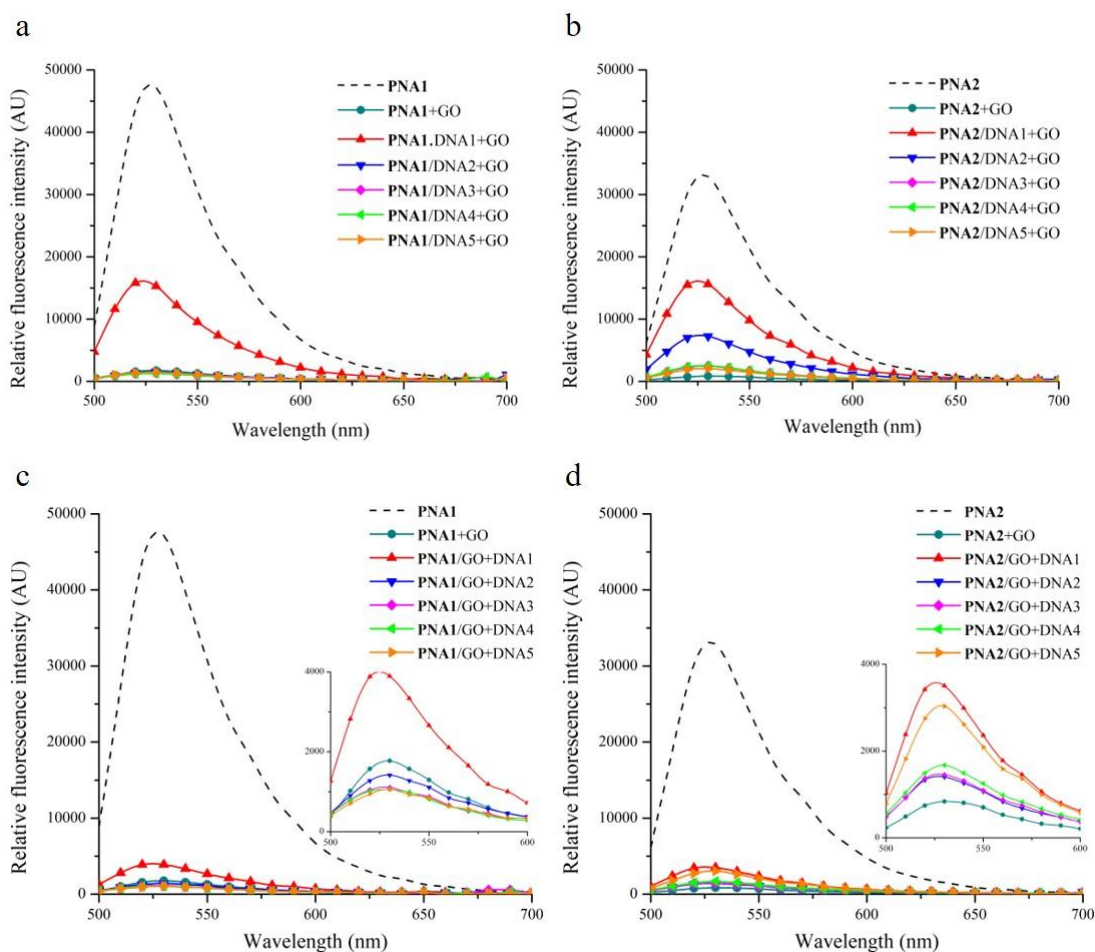 a
50000
40000
30000
20000
10000
0
Relative fluorescence intensity (AU)
PNA1
PNA1+GO
PNA1.DNA1+GO
PNA1/DNA2+GO
PNA1/DNA3+GO
PNA1/DNA4+GO
PNA1/DNA5+GO
500 550 600 650 700
Wavelength (nm)
b
50000
40000
30000
20000
10000
0
Relative fluorescence intensity (AU)
PNA2
PNA2+GO
PNA2/DNA1+GO
PNA2/DNA2+GO
PNA2/DNA3+GO
PNA2/DNA4+GO
PNA2/DNA5+GO
500 550 600 650 700
Wavelength (nm)
c
50000
40000
30000
20000
10000
0
Relative fluorescence intensity (AU)
PNA1
PNA1+GO
PNA1/GO+DNA1
PNA1/GO+DNA2
PNA1/GO+DNA3
PNA1/GO+DNA4
PNA1/GO+DNA5
4000
2000
0
500 550 600
500 550 600 650 700
Wavelength (nm)
d
50000
40000
30000
20000
10000
0
Relative fluorescence intensity (AU)
PNA2
PNA2+GO
PNA2/GO+DNA1
PNA2/GO+DNA2
PNA2/GO+DNA3
PNA2/GO+DNA4
PNA2/GO+DNA5
4000
2000
0
500 550 600
500 550 600 650 700
Wavelength (nm)